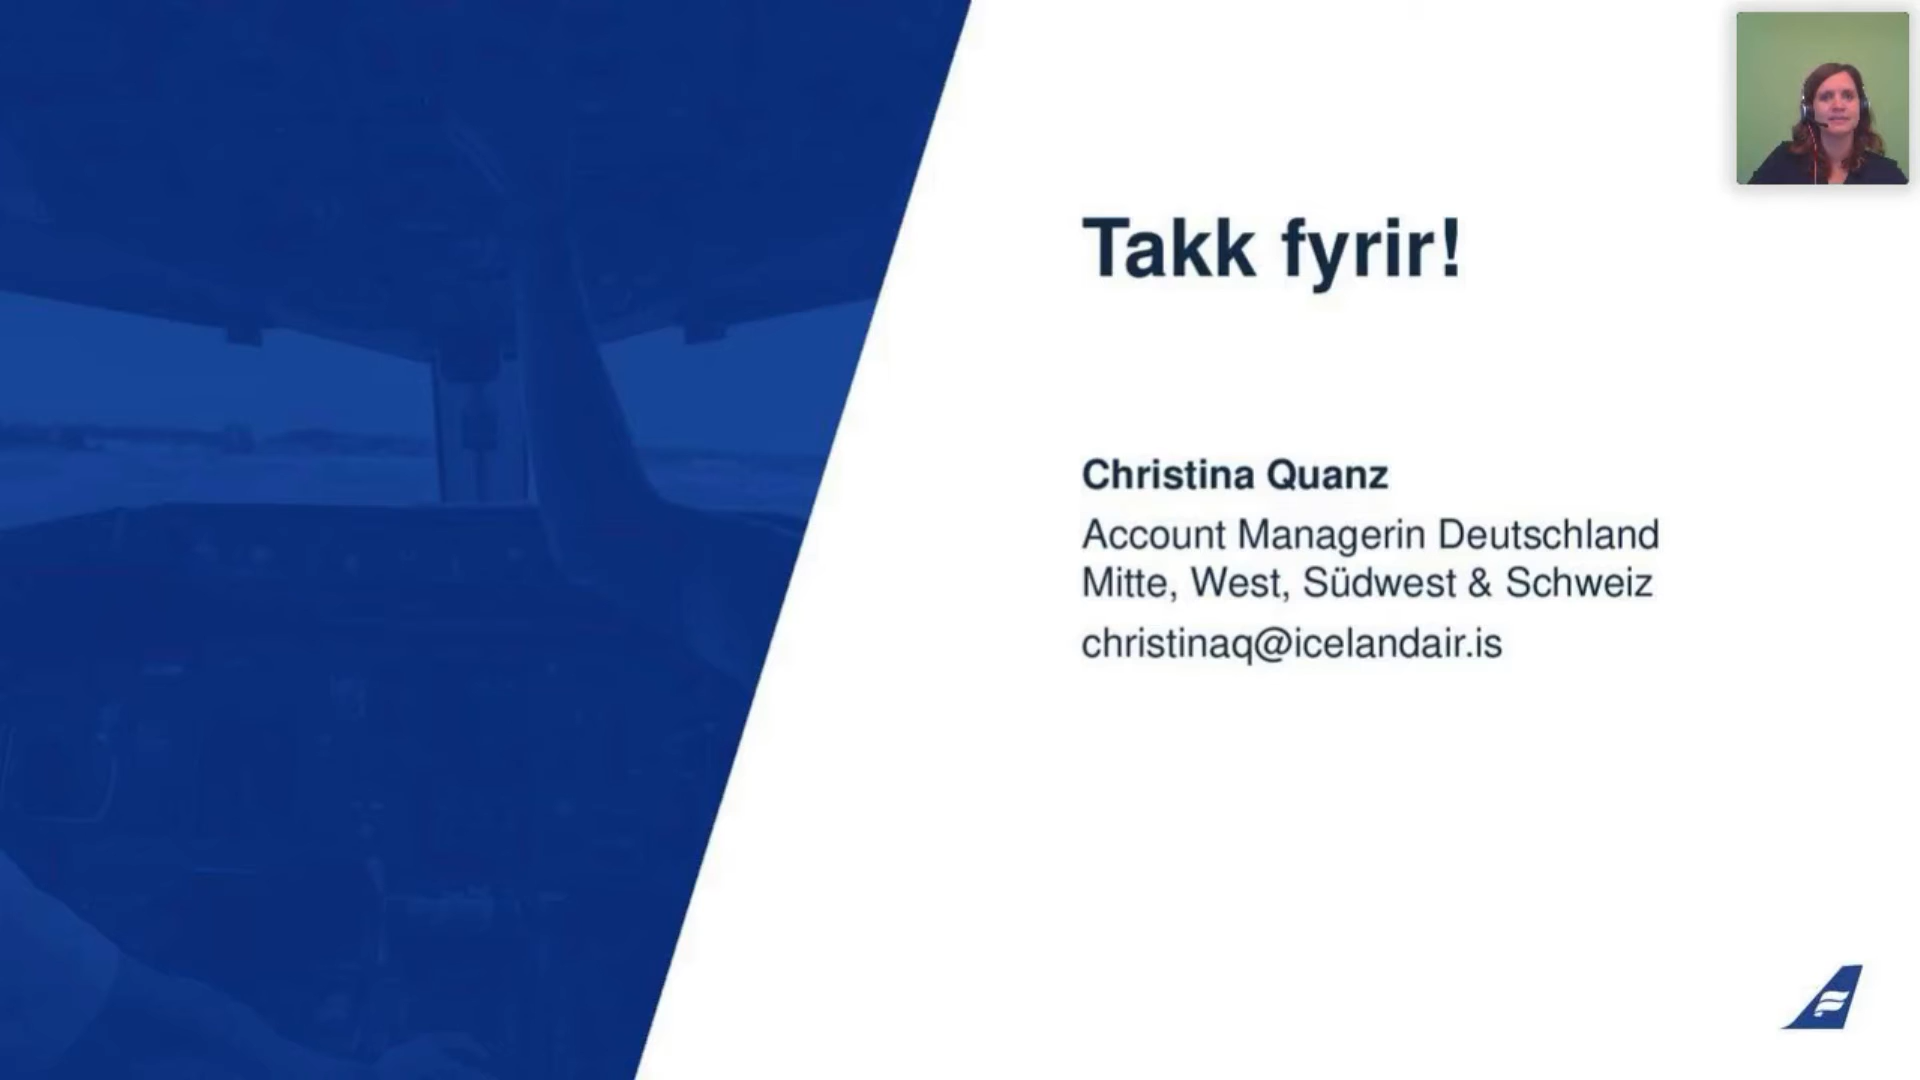 Takk fyrir!
Christina Quanz
Account Managerin Deutschland
Mitte, West, Südwest & Schweiz
christinaq@icelandair.is